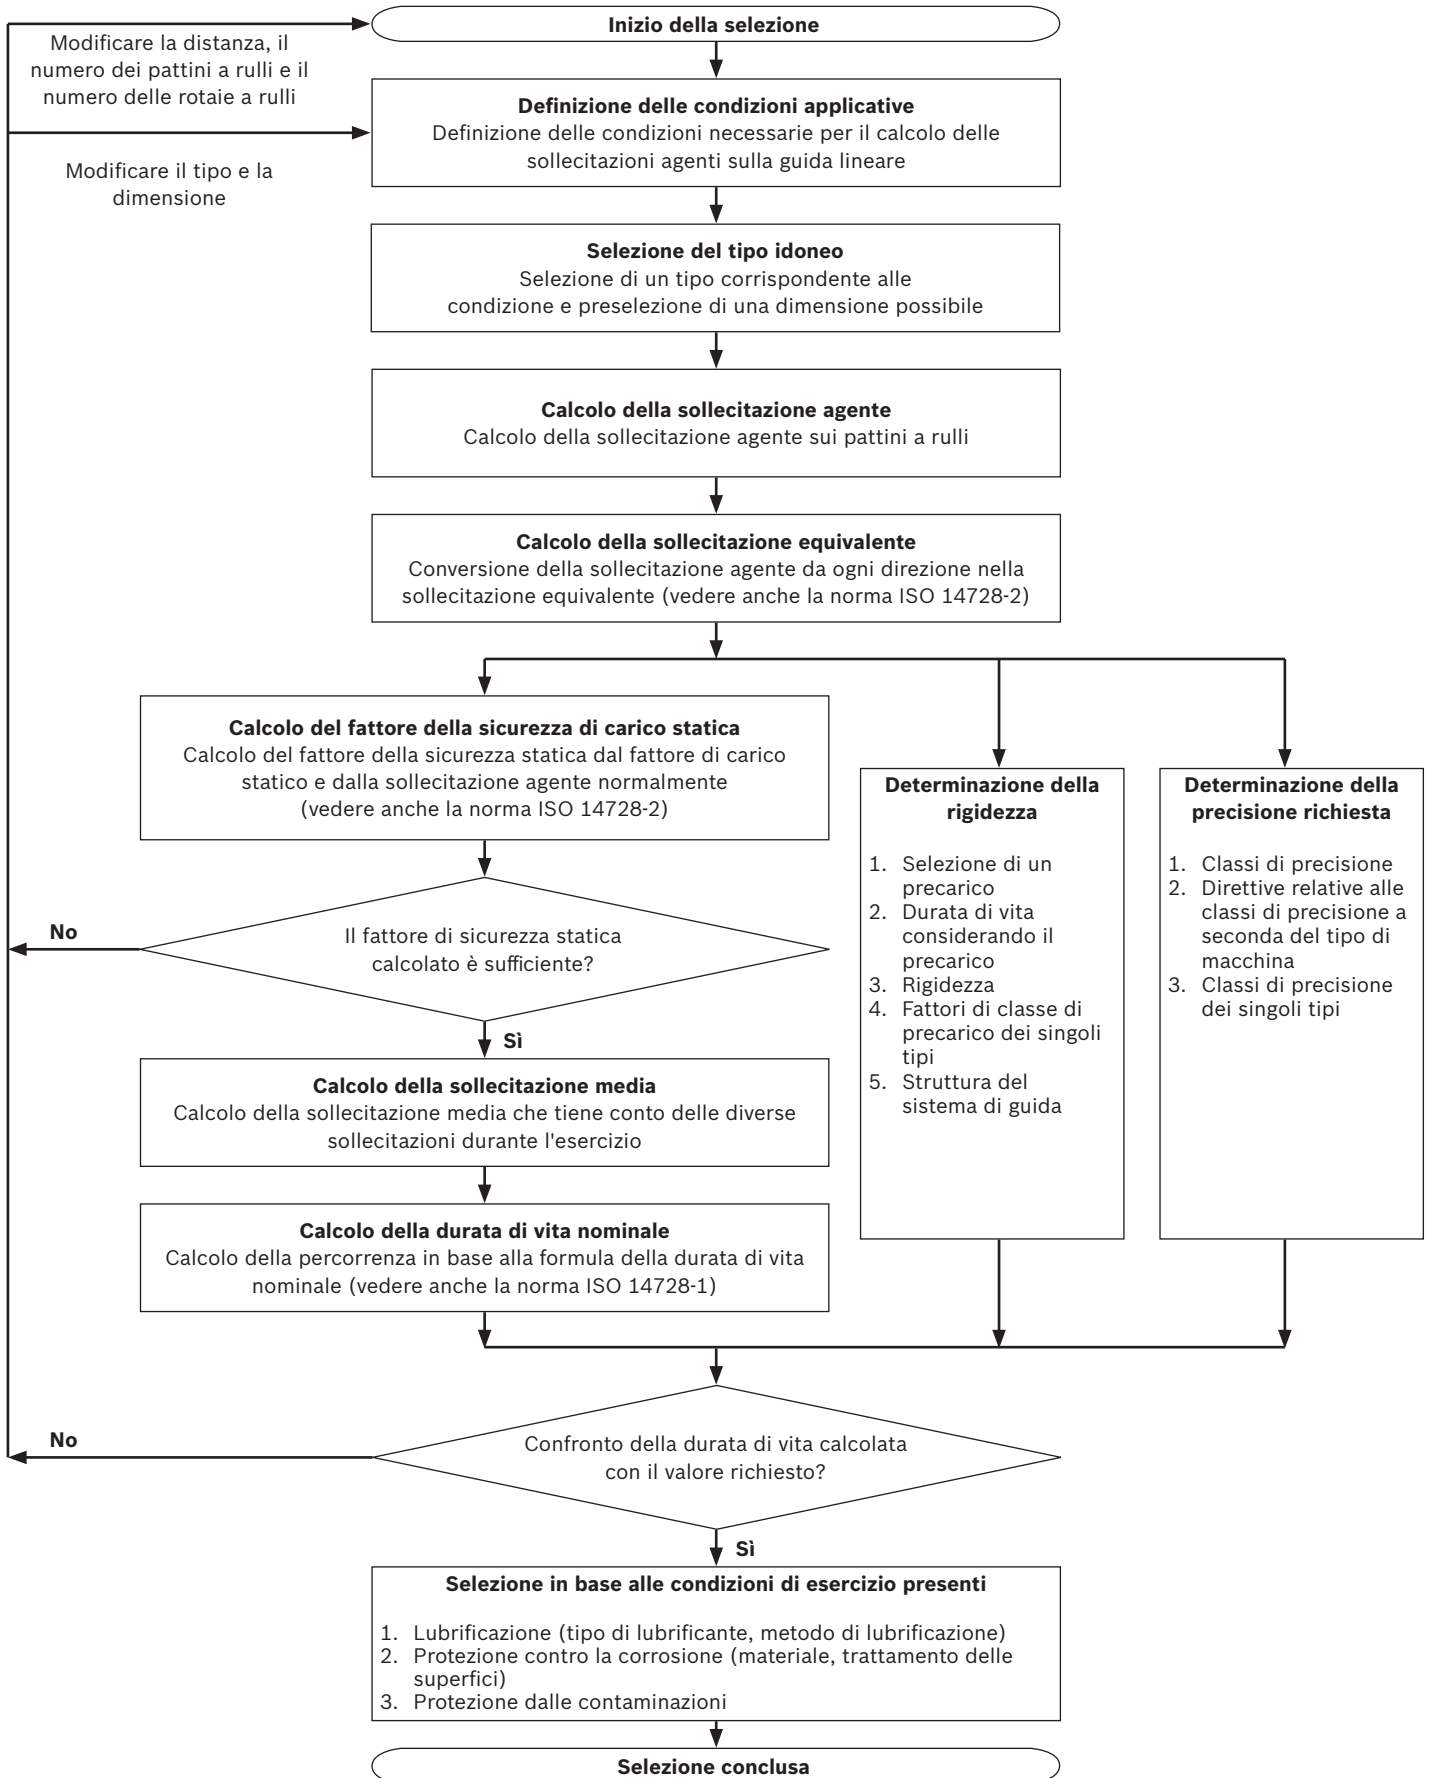 Inizio della selezione
Modificare la distanza, il
numero dei pattini a rulli e il
numero delle rotaie a rulli
Definizione delle condizioni applicative
Definizione delle condizioni necessarie per il calcolo delle
sollecitazioni agenti sulla guida lineare
Modificare il tipo e la
dimensione
Selezione del tipo idoneo
Selezione di un tipo corrispondente alle
condizione e preselezione di una dimensione possibile
Calcolo della sollecitazione agente
Calcolo della sollecitazione agente sui pattini a rulli
Calcolo della sollecitazione equivalente
Conversione della sollecitazione agente da ogni direzione nella
sollecitazione equivalente (vedere anche la norma ISO 14728-2)
Calcolo del fattore della sicurezza di carico statica
Calcolo del fattore della sicurezza statica dal fattore di carico
statico e dalla sollecitazione agente normalmente
(vedere anche la norma ISO 14728-2)
Determinazione della
rigidezza
1. Selezione di un
precarico
2. Durata di vita
considerando il
precarico
3. Rigidezza
4. Fattori di classe di
precarico dei singoli
tipi
5. Struttura del
sistema di guida
Determinazione della
precisione richiesta
1. Classi di precisione
2. Direttive relative alle
classi di precisione a
seconda del tipo di
macchina
3. Classi di precisione
dei singoli tipi
No
Il fattore di sicurezza statica
calcolato è sufficiente?
Sì
Calcolo della sollecitazione media
Calcolo della sollecitazione media che tiene conto delle diverse
sollecitazioni durante l'esercizio
Calcolo della durata di vita nominale
Calcolo della percorrenza in base alla formula della durata di vita
nominale (vedere anche la norma ISO 14728-1)
No
Confronto della durata di vita calcolata
con il valore richiesto?
Sì
Selezione in base alle condizioni di esercizio presenti
1. Lubrificazione (tipo di lubrificante, metodo di lubrificazione)
2. Protezione contro la corrosione (materiale, trattamento delle
superfici)
3. Protezione dalle contaminazioni
Selezione conclusa